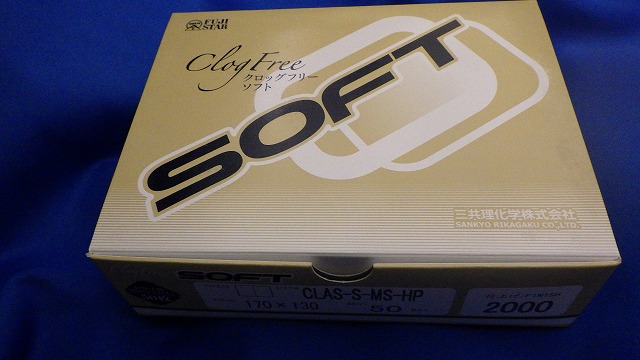 FUJI
STAR
Clog Free
クロッグフリー
ソフト
SOFT
三共理化学株式会社
SANKYO RIKAGAKU CO., LTD.
SOFT
CLAS-S-MS-HP
170×130
50
2000